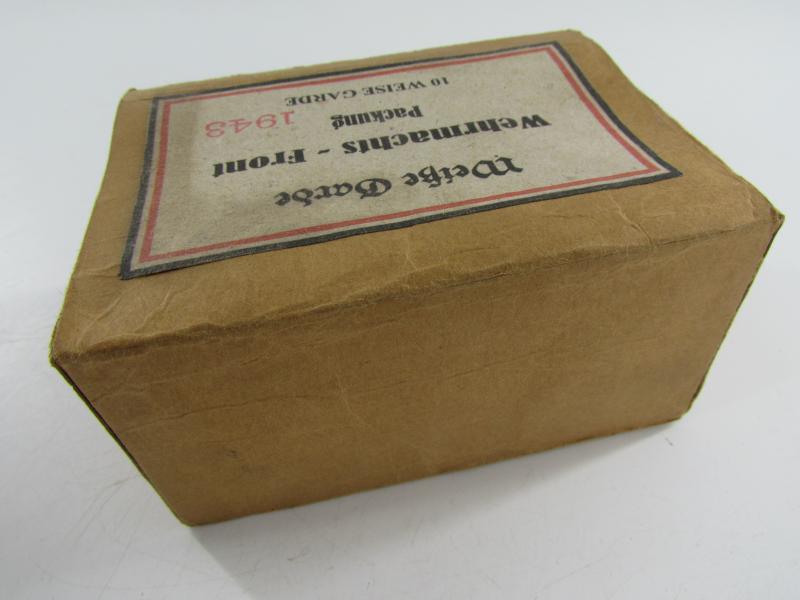 Weiße Garde
Wehrmachts - Front
Packung
1943
10 WEISE GARDE